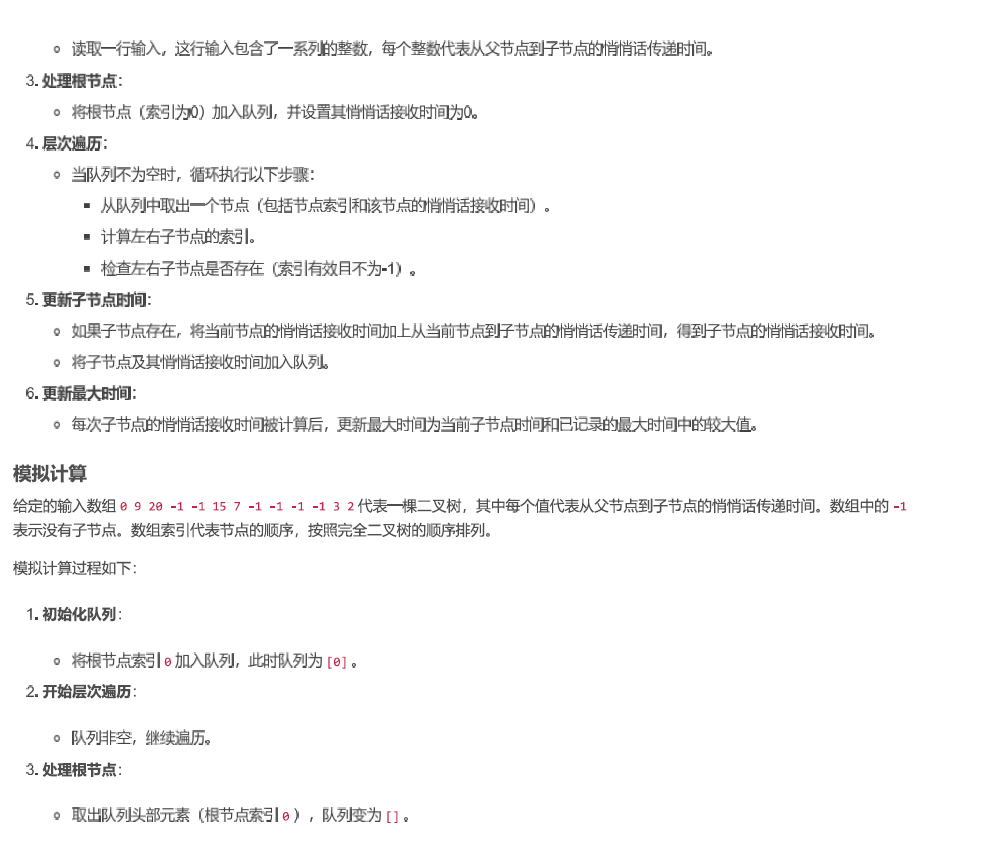 读取一行输入，这行输入包含了一系列的整数，每个整数代表从父节点到子节点的悄悄话传递时间。
3. 处理根节点：
将根节点（索引为0）加入队列，并设置其悄悄话接收时间为0。
4. 层次遍历：
当队列不为空时，循环执行以下步骤：
从队列中取出一个节点（包括节点索引和该节点的悄悄话接收时间）。
计算左右子节点的索引。
检查左右子节点是否存在（索引有效且不为-1）。
5. 更新子节点时间：
如果子节点存在，将当前节点的悄悄话接收时间加上从当前节点到子节点的悄悄话传递时间，得到子节点的悄悄话接收时间。
将子节点及其悄悄话接收时间加入队列。
6. 更新最大时间：
每次子节点的悄悄话接收时间被计算后，更新最大时间为当前子节点时间和已记录的最大时间中的较大值。
模拟计算
给定的输入数组 0 9 20 -1 -1 15 7 -1 -1 -1 -1 3 2 代表一棵二叉树，其中每个值代表从父节点到子节点的悄悄话传递时间。数组中的 -1
表示没有子节点。数组索引代表节点的顺序，按照完全二叉树的顺序排列。
模拟计算过程如下：
1. 初始化队列：
将根节点索引 0 加入队列，此时队列为 [0] 。
2. 开始层次遍历：
队列非空，继续遍历。
3. 处理根节点：
取出队列头部元素（根节点索引 0 ），队列变为 [] 。